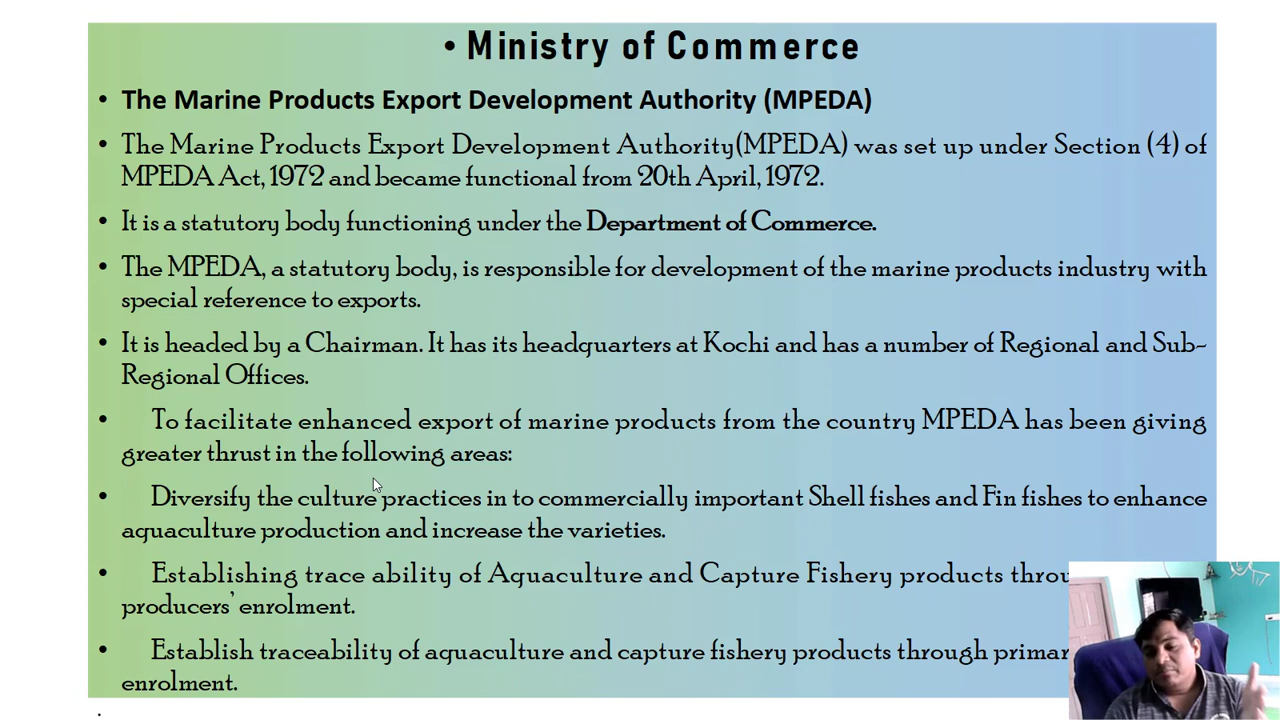 • Ministry of Commerce
• The Marine Products Export Development Authority (MPEDA)
• The Marine Products Export Development Authority(MPEDA) was set up under Section (4) of
MPEDA Act, 1972 and became functional from 20th April, 1972.
• It is a statutory body functioning under the Department of Commerce.
• The MPEDA, a statutory body, is responsible for development of the marine products industry with
special reference to exports.
• It is headed by a Chairman. It has its headquarters at Kochi and has a number of Regional and Sub-
Regional Offices.
• To facilitate enhanced export of marine products from the country MPEDA has been giving
greater thrust in the following areas:
• Diversify the culture practices in to commercially important Shell fishes and Fin fishes to enhance
aquaculture production and increase the varieties.
• Establishing trace ability of Aquaculture and Capture Fishery products
producers' enrolment.
• Establish traceability of aquaculture and capture fishery products through
enrolment.